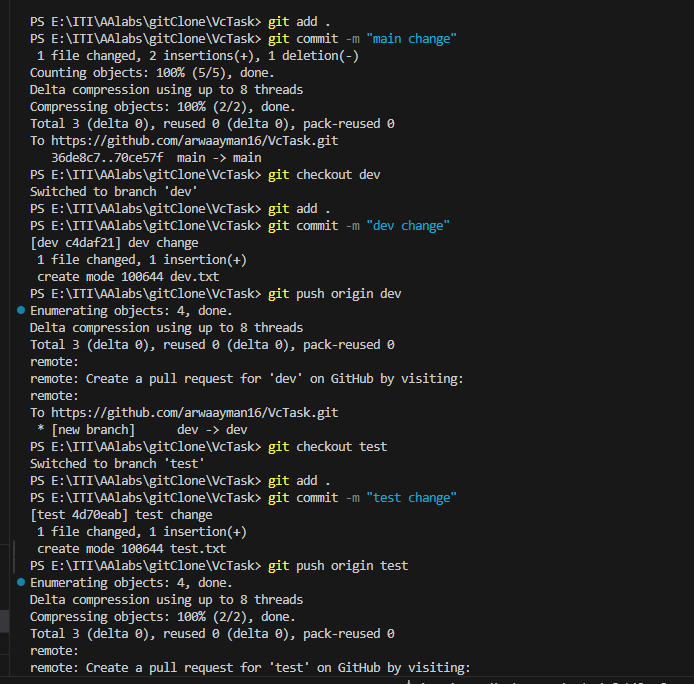 PS E:\ITI\AAlabs\gitClone\VcTask> git add .
PS E:\ITI\AAlabs\gitClone\VcTask> git commit -m "main change"
 1 file changed, 2 insertions(+), 1 deletion(-)
Counting objects: 100% (5/5), done.
Delta compression using up to 8 threads
Compressing objects: 100% (2/2), done.
Total 3 (delta 0), reused 0 (delta 0), pack-reused 0
To https://github.com/arwaayman16/VcTask.git
   36de8c7..70ce57f  main -> main
PS E:\ITI\AAlabs\gitClone\VcTask> git checkout dev
Switched to branch 'dev'
PS E:\ITI\AAlabs\gitClone\VcTask> git add .
PS E:\ITI\AAlabs\gitClone\VcTask> git commit -m "dev change"
[dev c4daf21] dev change
 1 file changed, 1 insertion(+)
 create mode 100644 dev.txt
PS E:\ITI\AAlabs\gitClone\VcTask> git push origin dev
Enumerating objects: 4, done.
Delta compression using up to 8 threads
Total 3 (delta 0), reused 0 (delta 0), pack-reused 0
remote:
remote: Create a pull request for 'dev' on GitHub by visiting:
remote:
To https://github.com/arwaayman16/VcTask.git
 * [new branch]      dev -> dev
PS E:\ITI\AAlabs\gitClone\VcTask> git checkout test
Switched to branch 'test'
PS E:\ITI\AAlabs\gitClone\VcTask> git add .
PS E:\ITI\AAlabs\gitClone\VcTask> git commit -m "test change"
[test 4d70eab] test change
 1 file changed, 1 insertion(+)
 create mode 100644 test.txt
PS E:\ITI\AAlabs\gitClone\VcTask> git push origin test
Enumerating objects: 4, done.
Delta compression using up to 8 threads
Compressing objects: 100% (2/2), done.
Total 3 (delta 0), reused 0 (delta 0), pack-reused 0
remote:
remote: Create a pull request for 'test' on GitHub by visiting: